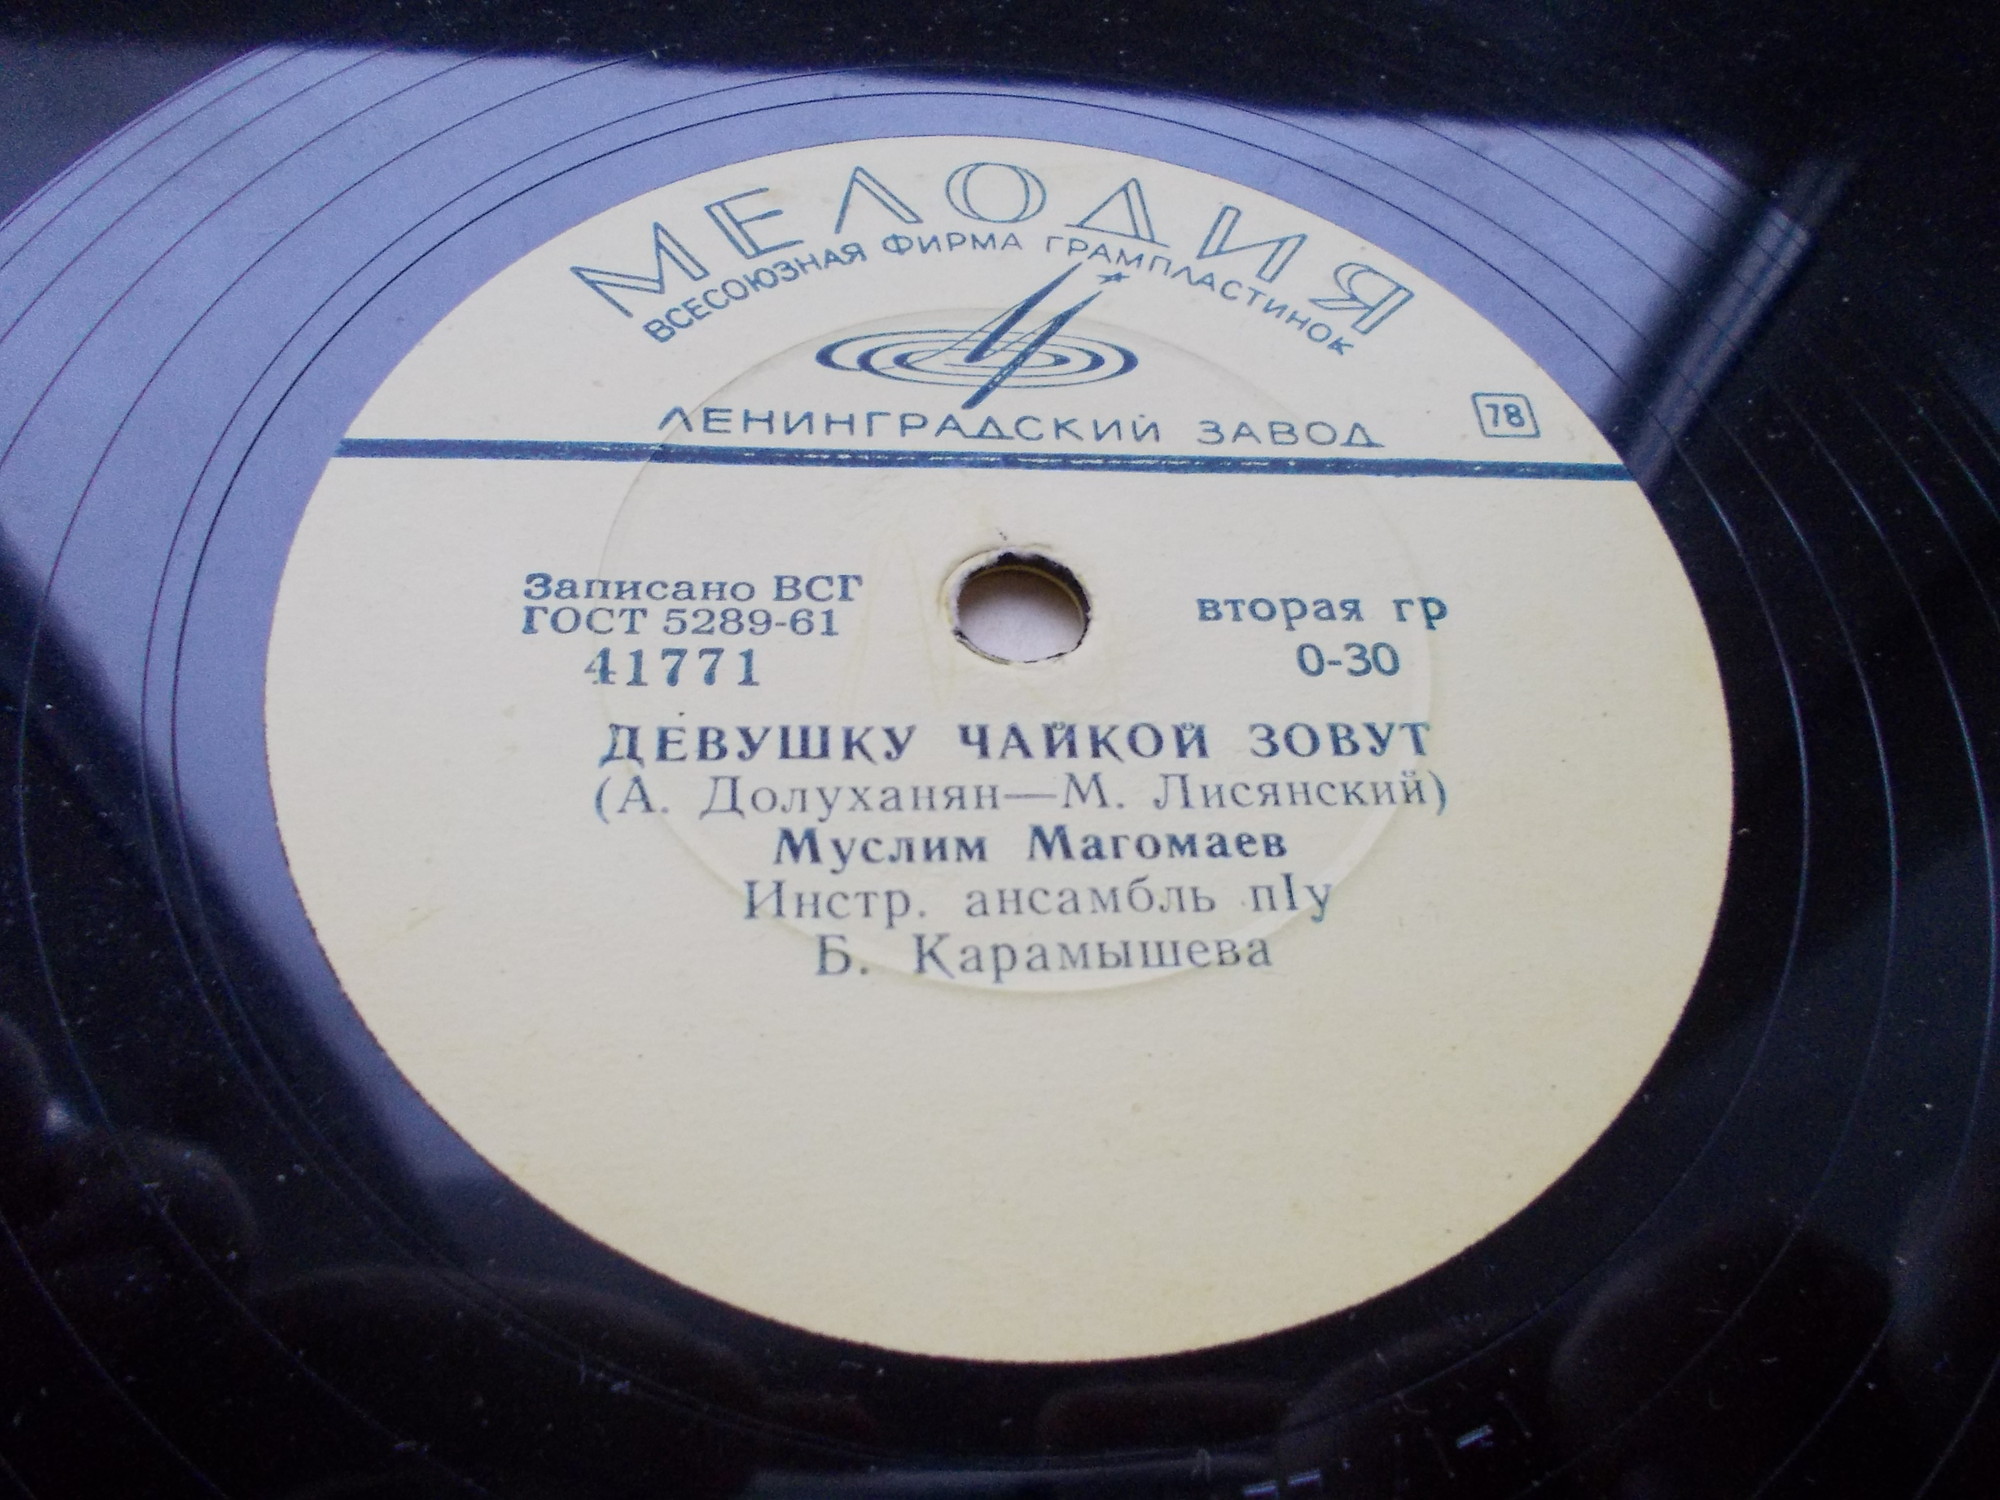 МЕЛОДИЯ
ВСЕСОЮЗНАЯ ФИРМА ГРАМПЛАСТИНОК
ЛЕНИНГРАДСКИЙ ЗАВОД
78
Записано ВСГ
ГОСТ 5289-61
41771
вторая гр
0-30
ДЕВУШКУ ЧАЙКОЙ ЗОВУТ
(А. Долуханян—М. Лисянский)
Муслим Магомаев
Инстр. ансамбль пIу
Б. Карамышева